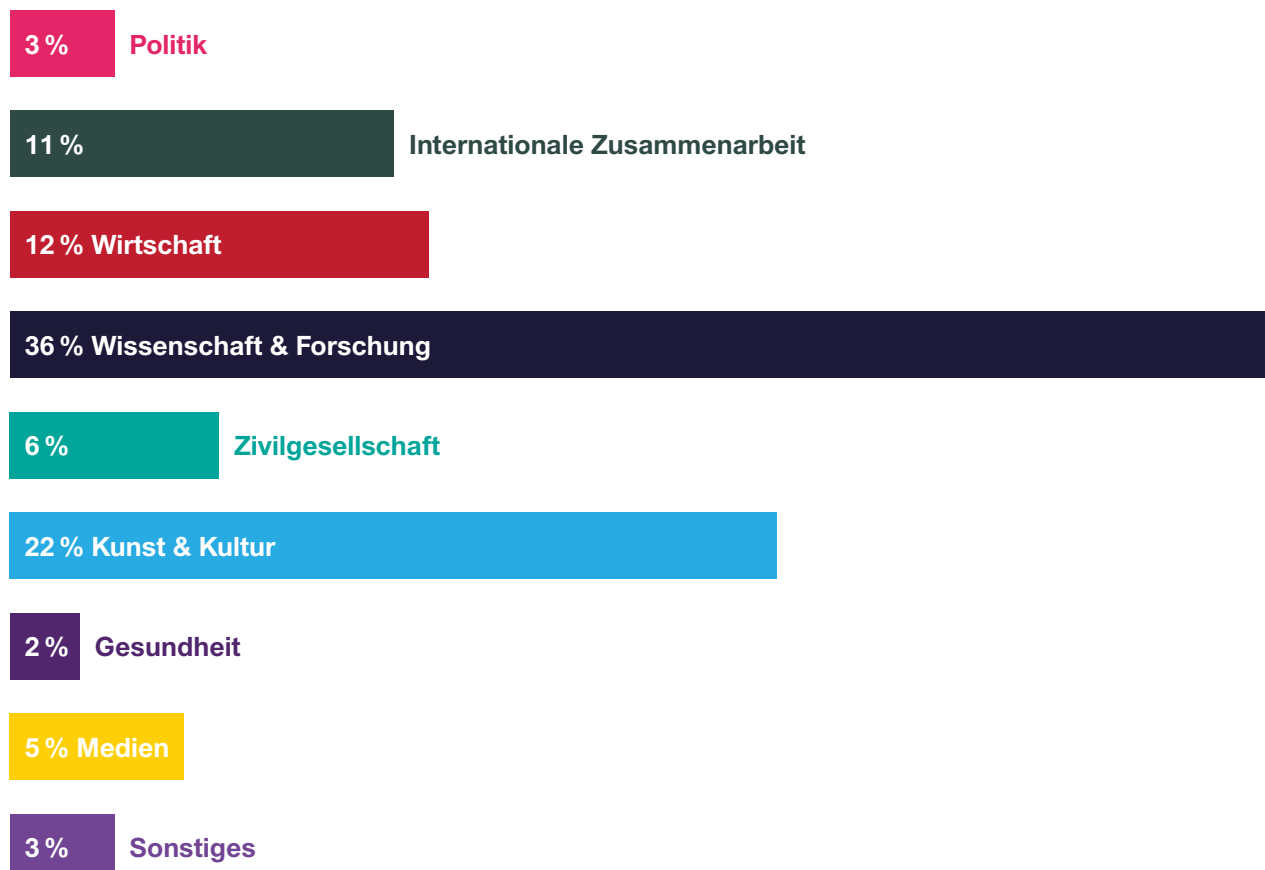 3 % Politik
11 % Internationale Zusammenarbeit
12 % Wirtschaft
36 % Wissenschaft & Forschung
6 % Zivilgesellschaft
22 % Kunst & Kultur
2 % Gesundheit
5 % Medien
3 % Sonstiges